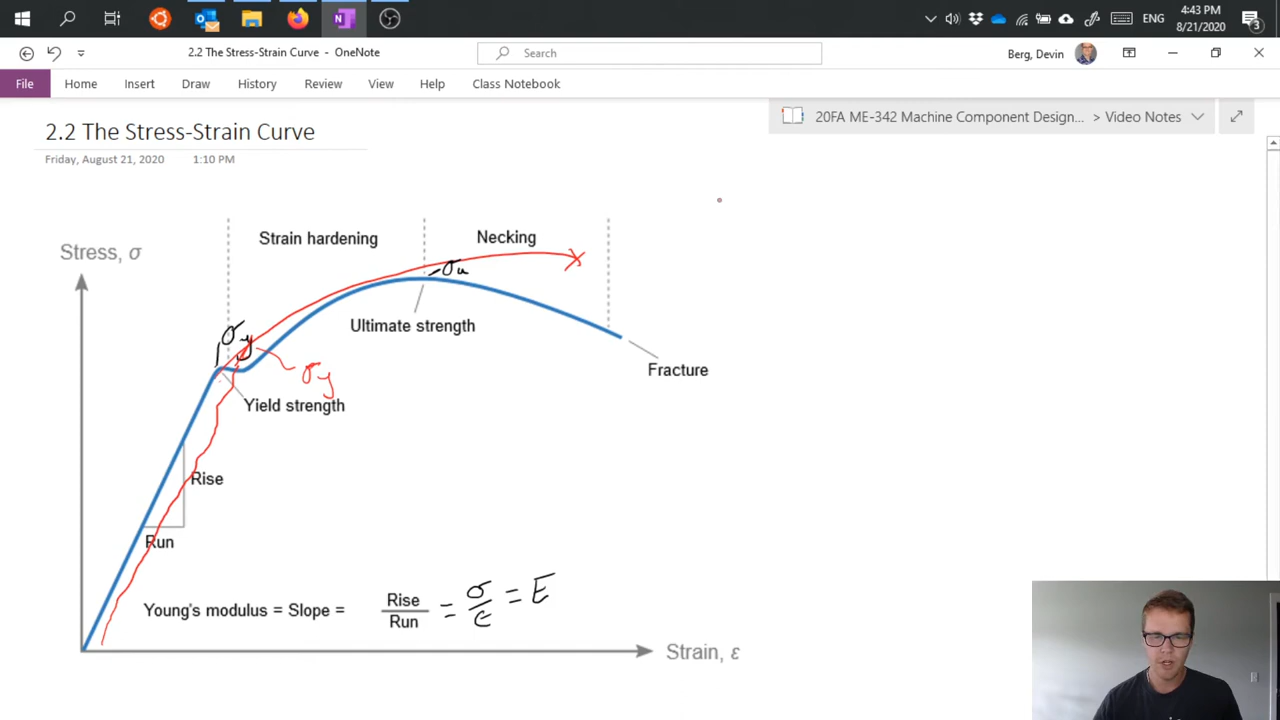 4:43 PM
ENG
8/21/2020
3
2.2 The Stress-Strain Curve - OneNote
Search
Berg, Devin
File Home Insert Draw History Review View Help Class Notebook
2.2 The Stress-Strain Curve
20FA ME-342 Machine Component Design... > Video Notes
Friday, August 21, 2020 1:10 PM
Strain hardening
Necking
Stress, σ
σu
Ultimate strength
σy
Fracture
σy
Yield strength
Rise
Run
Young's modulus = Slope = Rise/Run = σ/ε = E
Strain, ε